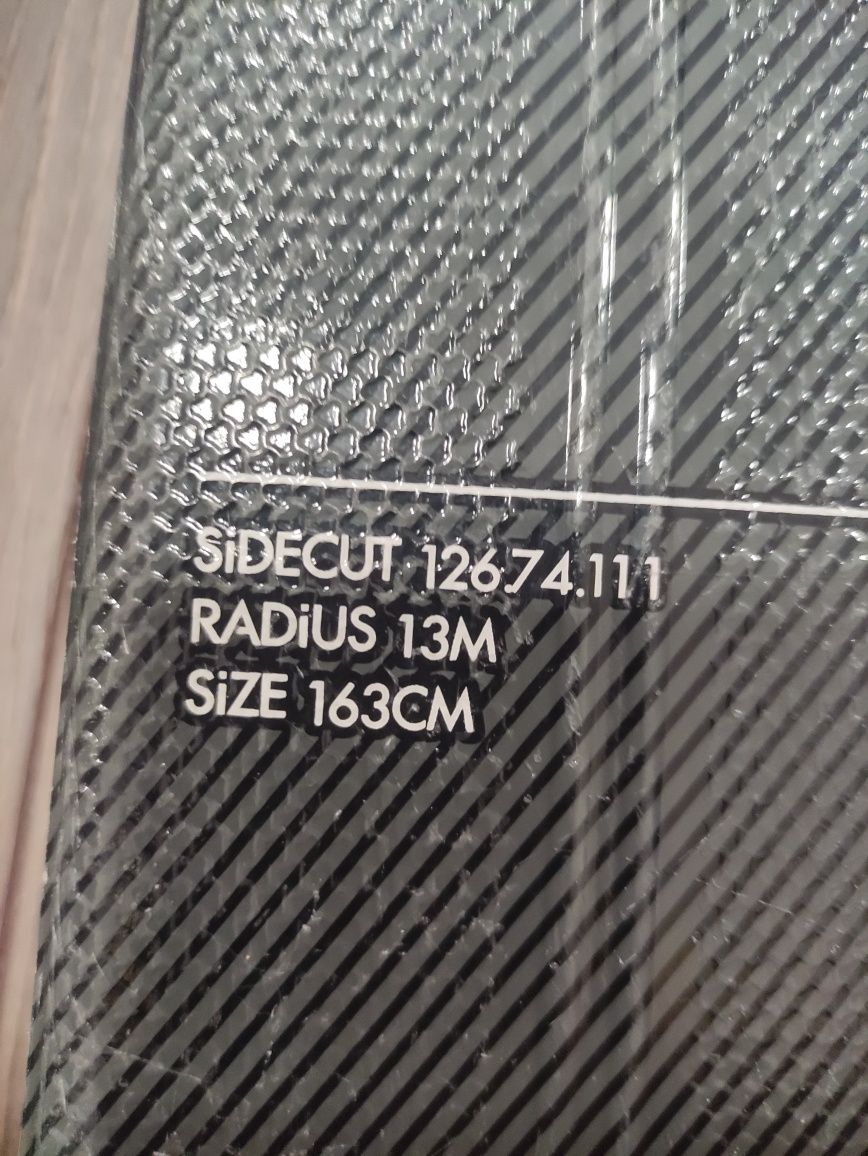 SiDECUT 126.74.111
RADiUS 13M
SiZE 163CM